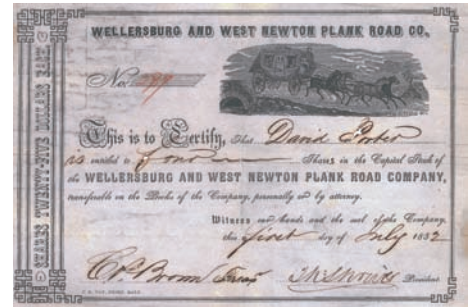 WELLERSBURG AND WEST NEWTON PLANK ROAD CO.,
No.
This is to Certify, That David Porter
is entitled to four Shares in the Capital Stock of
the WELLERSBURG AND WEST NEWTON PLANK ROAD COMPANY,
transferable on the Books of the Company, personally or by attorney.
Witness our hands and the seal of the Company,
this first day of July 1852
Brown Treas President
SHARES TWENTY-FIVE DOLLARS EACH.